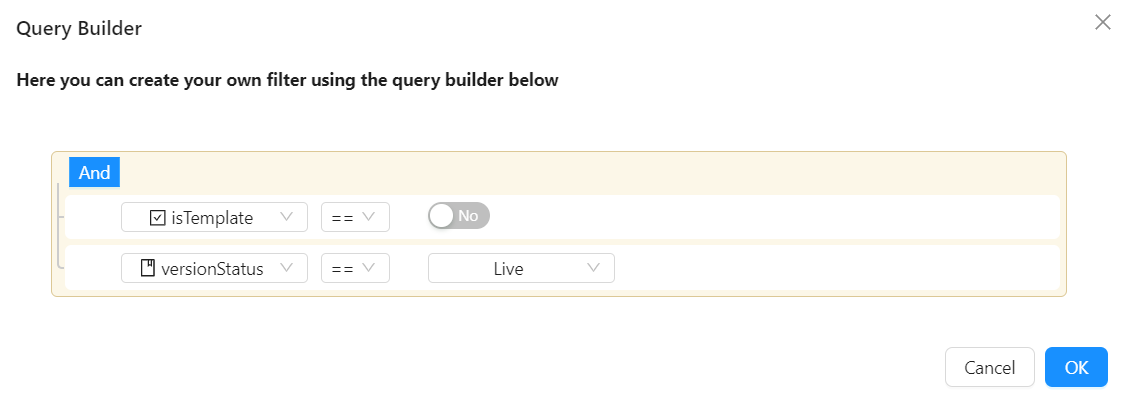 Query Builder
Here you can create your own filter using the query builder below
And
isTemplate == No
versionStatus == Live
Cancel OK